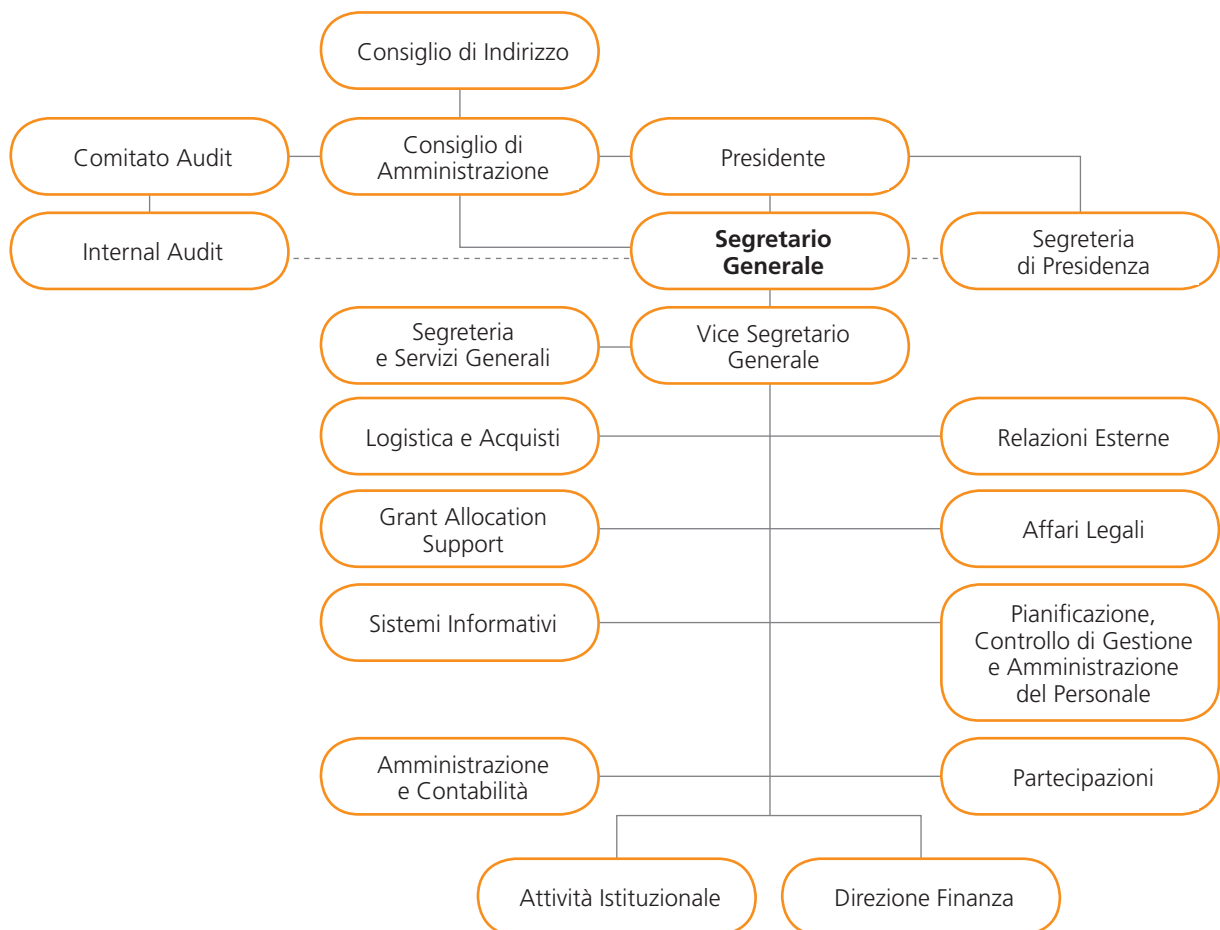 Consiglio di Indirizzo
Comitato Audit
Consiglio di
Amministrazione
Presidente
Internal Audit
Segretario
Generale
Segreteria
di Presidenza
Segreteria
e Servizi Generali
Vice Segretario
Generale
Logistica e Acquisti
Relazioni Esterne
Grant Allocation
Support
Affari Legali
Sistemi Informativi
Pianificazione,
Controllo di Gestione
e Amministrazione
del Personale
Amministrazione
e Contabilità
Partecipazioni
Attività Istituzionale
Direzione Finanza